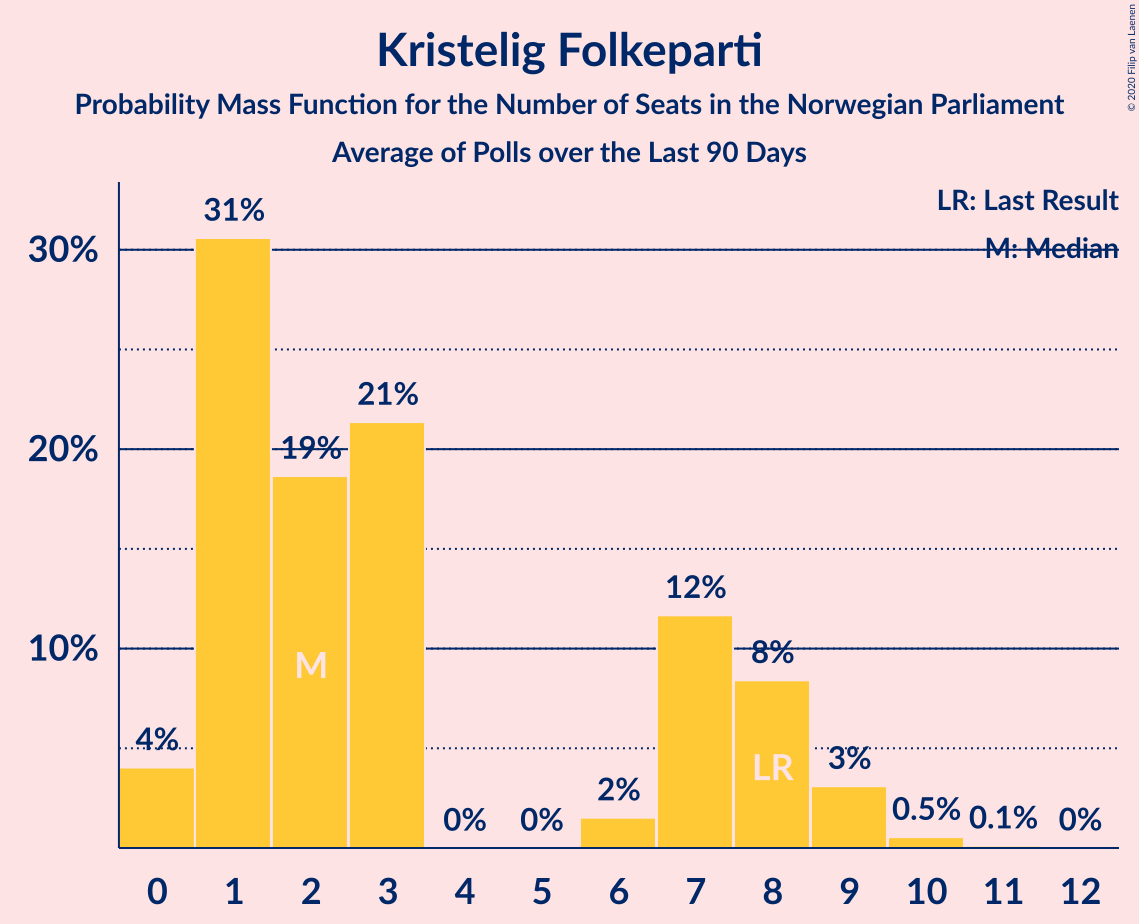 Kristelig Folkeparti
Probability Mass Function for the Number of Seats in the Norwegian Parliament
Average of Polls over the Last 90 Days
© 2020 Filip van Laenen
LR: Last Result
M: Median
30%
20%
10%
4%
31%
19%
21%
0%
0%
2%
12%
8%
3%
0.5%
0.1%
0%
M
LR
0 1 2 3 4 5 6 7 8 9 10 11 12